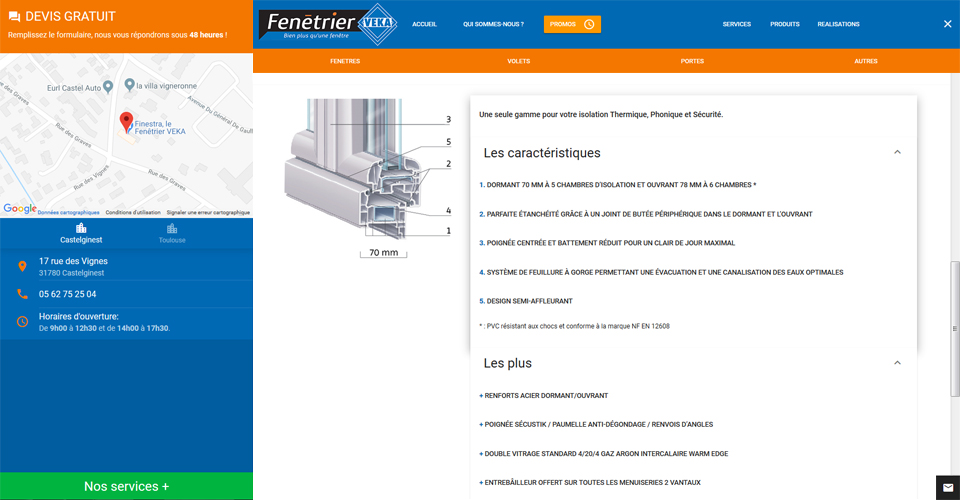 DEVIS GRATUIT
Remplissez le formulaire, nous vous répondrons sous 48 heures !
Eurl Castel Auto
la villa vigneronne
Finestra, le
Fenêtrier VEKA
Rue des Graves
Rue des Graves
Rue des Graves
Rue des Vignes
Avenue Du Général De Gaull
Google
Données cartographiques
Conditions d'utilisation
Signaler une erreur cartographique
Castelginest
Toulouse
17 rue des Vignes
31780 Castelginest
05 62 75 25 04
Horaires d'ouverture:
De 9h00 à 12h30 et de 14h00 à 17h30.
Nos services +
Fenêtrier VEKA
Bien plus qu'une fenêtre
ACCUEIL
QUI SOMMES-NOUS ?
PROMOS
SERVICES
PRODUITS
REALISATIONS
FENETRES
VOLETS
PORTES
AUTRES
3
5
2
4
1
70 mm
Une seule gamme pour votre isolation Thermique, Phonique et Sécurité.
Les caractéristiques
1. DORMANT 70 MM À 5 CHAMBRES D'ISOLATION ET OUVRANT 78 MM À 6 CHAMBRES *
2. PARFAITE ÉTANCHÉITÉ GRÂCE À UN JOINT DE BUTÉE PÉRIPHÉRIQUE DANS LE DORMANT ET L'OUVRANT
3. POIGNÉE CENTRÉE ET BATTEMENT RÉDUIT POUR UN CLAIR DE JOUR MAXIMAL
4. SYSTÈME DE FEUILLURE À GORGE PERMETTANT UNE ÉVACUATION ET UNE CANALISATION DES EAUX OPTIMALES
5. DESIGN SEMI-AFFLEURANT
* : PVC résistant aux chocs et conforme à la marque NF EN 12608
Les plus
+ RENFORTS ACIER DORMANT/OUVRANT
+ POIGNÉE SÉCUSTIK / PAUMELLE ANTI-DÉGONDAGE / RENVOIS D'ANGLES
+ DOUBLE VITRAGE STANDARD 4/20/4 GAZ ARGON INTERCALAIRE WARM EDGE
+ ENTREBÂILLEUR OFFERT SUR TOUTES LES MENUISERIES 2 VANTAUX